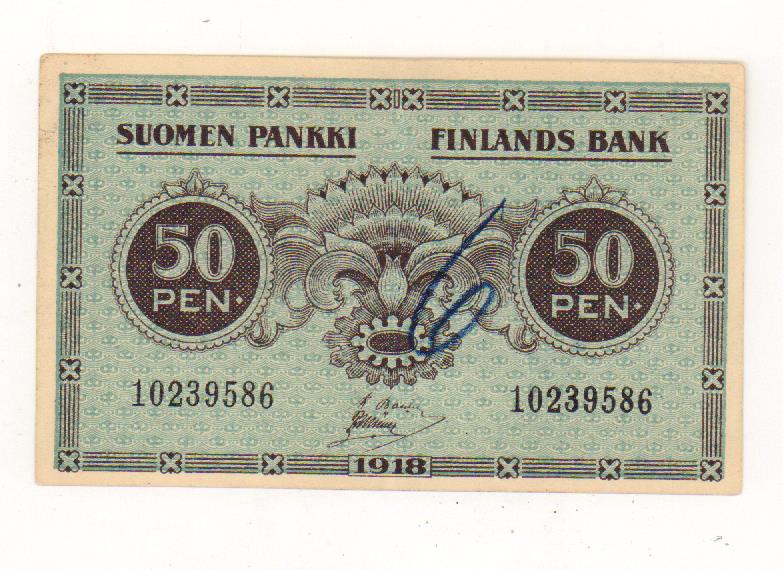 SUOMEN PANKKI FINLANDS BANK
50 PEN· 50 PEN·
10239586 10239586
1918